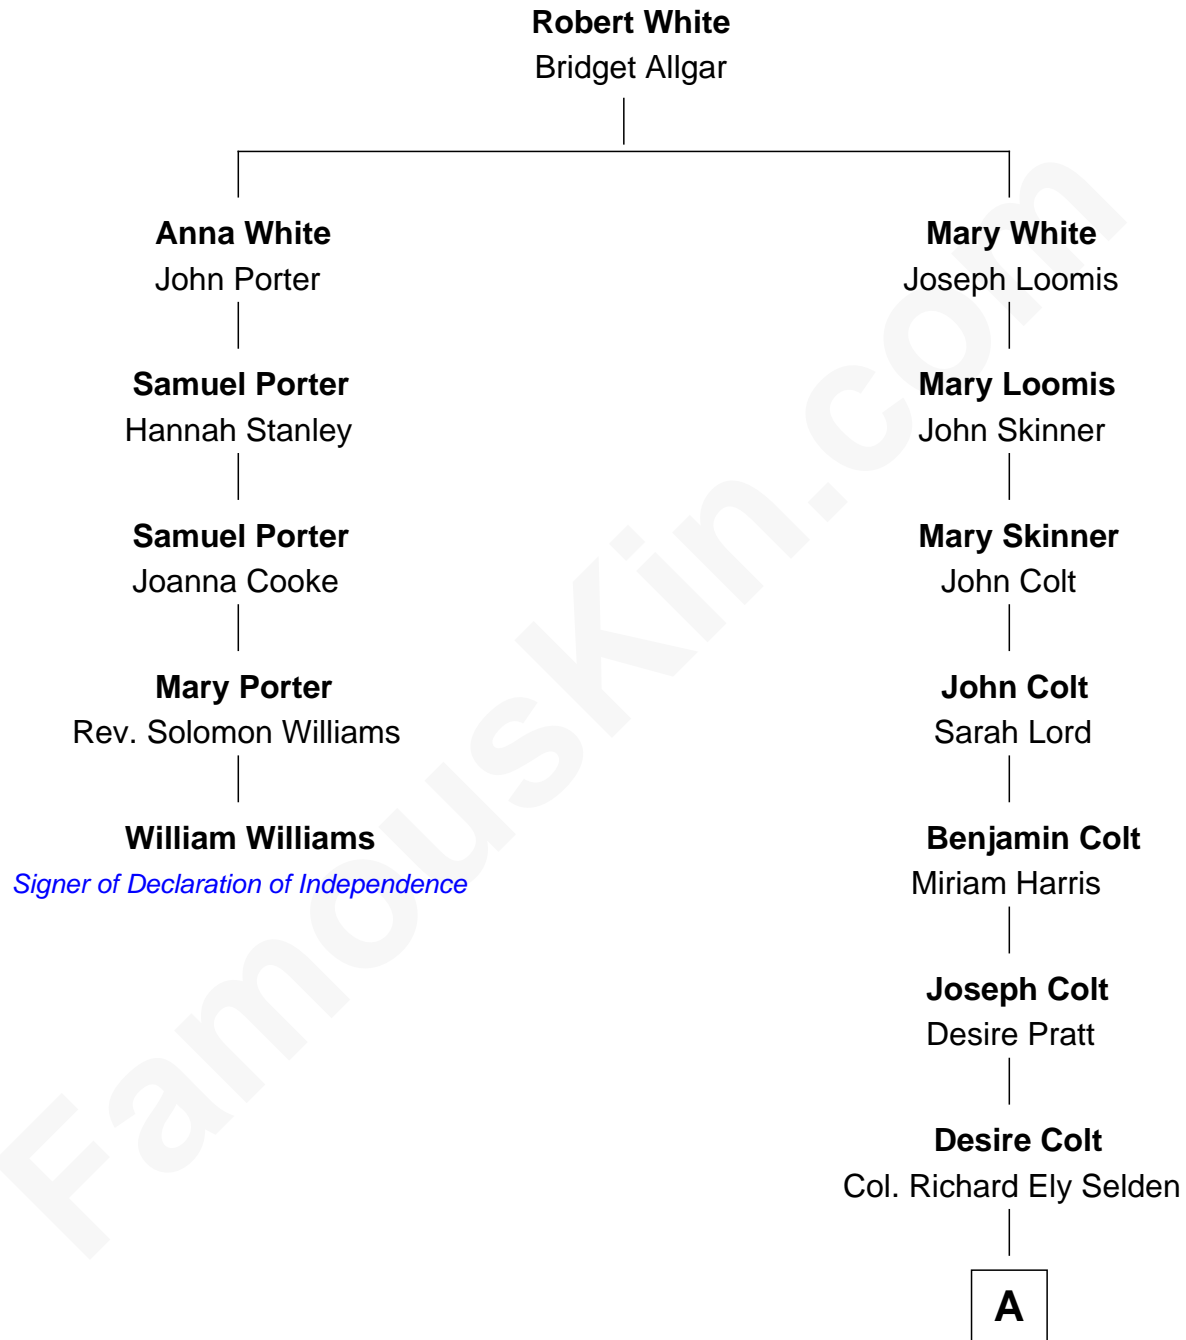 Robert White
Bridget Allgar
Anna White
John Porter
Samuel Porter
Hannah Stanley
Samuel Porter
Joanna Cooke
Mary Porter
Rev. Solomon Williams
William Williams
Signer of Declaration of Independence
Mary White
Joseph Loomis
Mary Loomis
John Skinner
Mary Skinner
John Colt
John Colt
Sarah Lord
Benjamin Colt
Miriam Harris
Joseph Colt
Desire Pratt
Desire Colt
Col. Richard Ely Selden
A
FamousKin.com